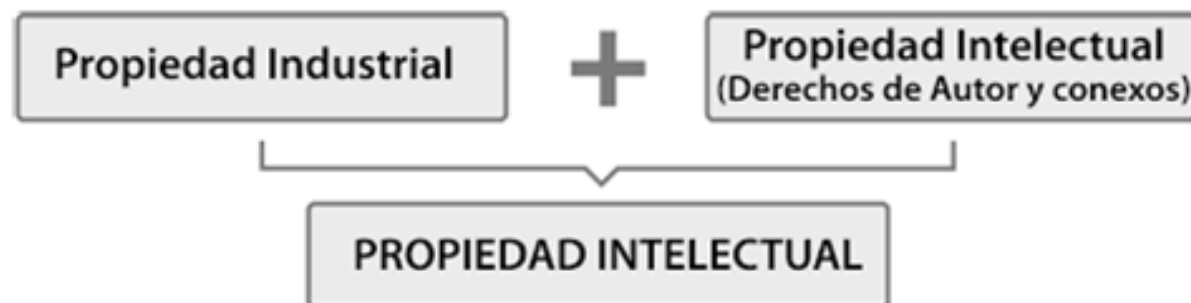 Propiedad Industrial
Propiedad Intelectual
(Derechos de Autor y conexos)
PROPIEDAD INTELECTUAL